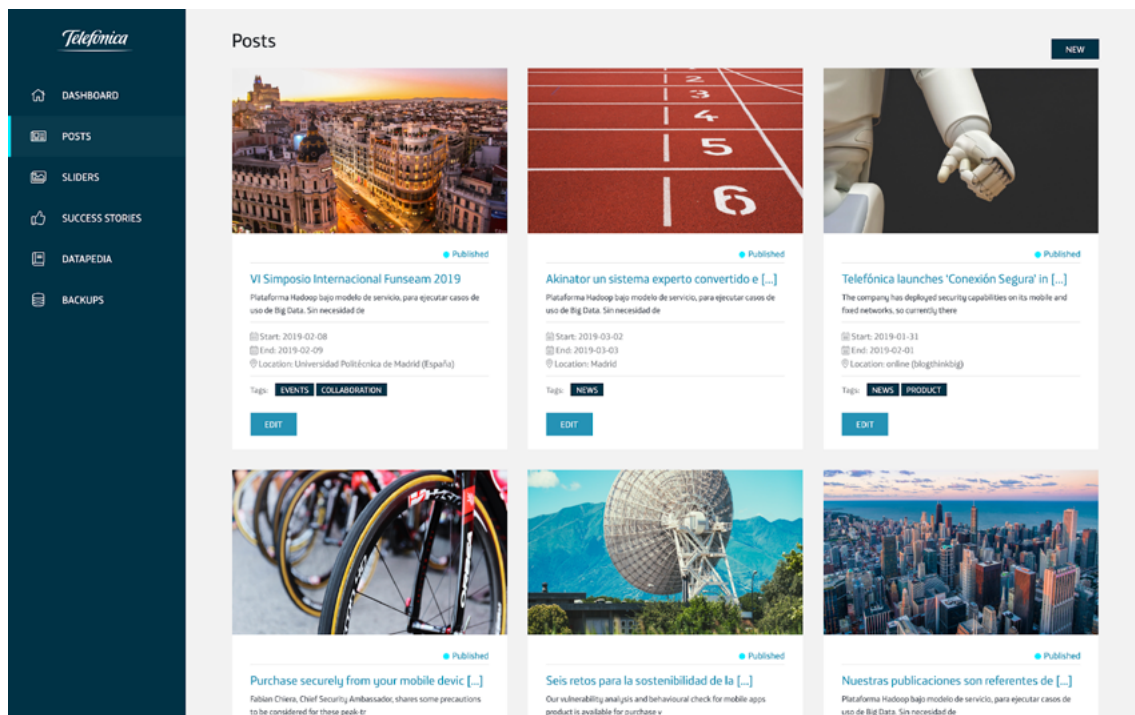 Telefónica
DASHBOARD
POSTS
SLIDERS
SUCCESS STORIES
DATAPEDIA
BACKUPS
Posts
NEW
2
3
4
5
6
Published
VI Simposio Internacional Funseam 2019
Plataforma Hadoop bajo modelo de servicio, para ejecutar casos de
uso de Big Data. Sin necesidad de
Start: 2019-02-08
End: 2019-02-09
Location: Universidad Politécnica de Madrid (España)
Tags: EVENTS COLLABORATION
EDIT
Published
Akinator un sistema experto convertido e [...]
Plataforma Hadoop bajo modelo de servicio, para ejecutar casos de
uso de Big Data. Sin necesidad de
Start: 2019-03-02
End: 2019-03-03
Location: Madrid
Tags: NEWS
EDIT
Published
Telefónica launches 'Conexión Segura' in [...]
The company has deployed security capabilities on its mobile and
fixed networks, so currently there
Start: 2019-01-31
End: 2019-02-01
Location: online (blogthinkbig)
Tags: NEWS PRODUCT
EDIT
Published
Purchase securely from your mobile devic [...]
Fabian Chiera, Chief Security Ambassador, shares some precautions
to be considered for these peak-tr
Published
Seis retos para la sostenibilidad de la [...]
Our vulnerability analysis and behavioural check for mobile apps
product is available for purchase v
Published
Nuestras publicaciones son referentes de [...]
Plataforma Hadoop bajo modelo de servicio, para ejecutar casos de
uso de Big Data. Sin necesidad de